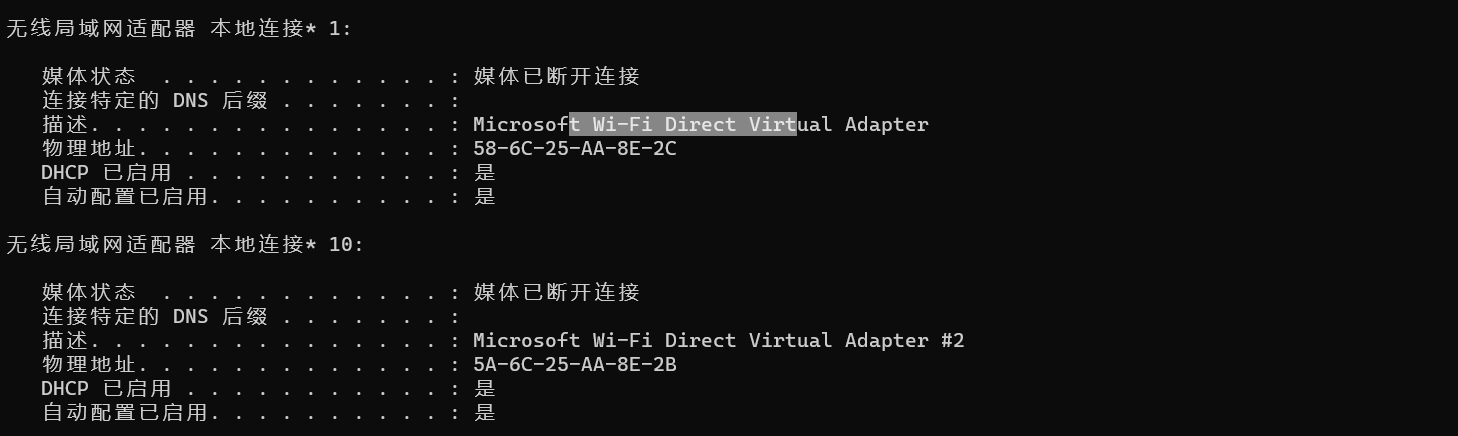 无线局域网适配器 本地连接* 1:
媒体状态  . . . . . . . . . . . . : 媒体已断开连接
连接特定的 DNS 后缀 . . . . . . . :
描述. . . . . . . . . . . . . . . : Microsoft Wi-Fi Direct Virtual Adapter
物理地址. . . . . . . . . . . . . : 58-6C-25-AA-8E-2C
DHCP 已启用 . . . . . . . . . . . : 是
自动配置已启用. . . . . . . . . . : 是
无线局域网适配器 本地连接* 10:
媒体状态  . . . . . . . . . . . . : 媒体已断开连接
连接特定的 DNS 后缀 . . . . . . . :
描述. . . . . . . . . . . . . . . : Microsoft Wi-Fi Direct Virtual Adapter #2
物理地址. . . . . . . . . . . . . : 5A-6C-25-AA-8E-2B
DHCP 已启用 . . . . . . . . . . . : 是
自动配置已启用. . . . . . . . . . : 是